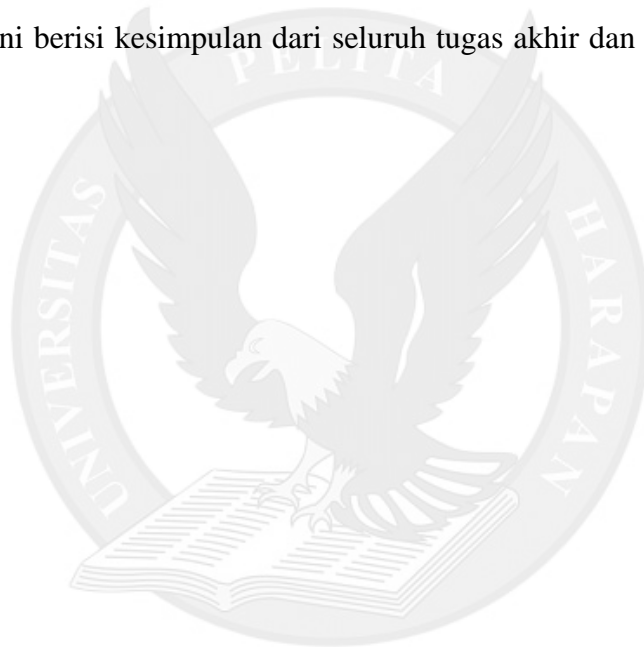 ni berisi kesimpulan dari seluruh tugas akhir dan
PELITA
UNIVERSITAS
HARAPAN